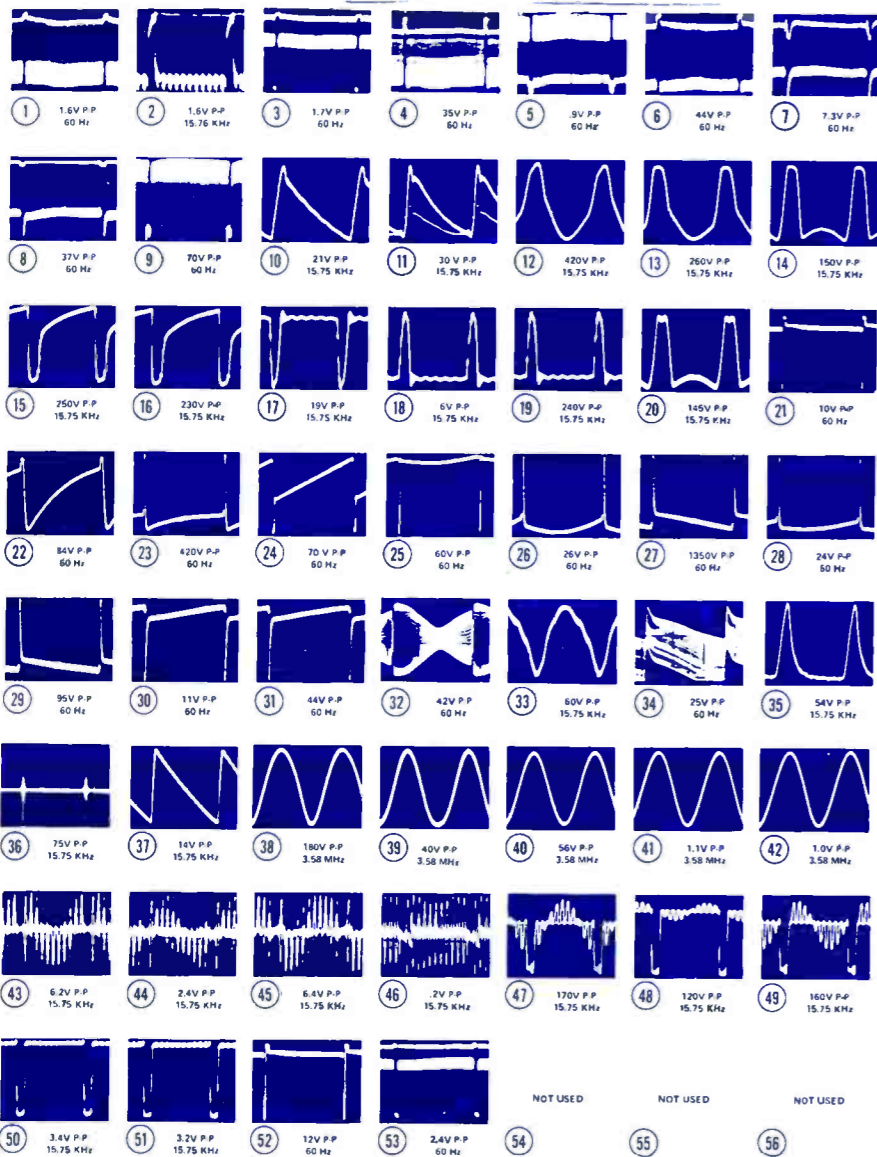 1 1.6V P-P
60 Hz
2 1.6V P-P
15.76 KHz
3 1.7V P-P
60 Hz
4 35V P-P
60 Hz
5 .9V P-P
60 Hz
6 44V P-P
60 Hz
7 7.3V P-P
60 Hz
8 37V P-P
60 Hz
9 70V P-P
60 Hz
10 21V P-P
15.75 KHz
11 30 V P-P
15.75 KHz
12 420V P-P
15.75 KHz
13 260V P-P
15.75 KHz
14 150V P-P
15.75 KHz
15 250V P-P
15.75 KHz
16 230V P-P
15.75 KHz
17 19V P-P
15.75 KHz
18 6V P-P
15.75 KHz
19 240V P-P
15.75 KHz
20 145V P-P
15.75 KHz
21 10V P-P
60 Hz
22 84V P-P
60 Hz
23 420V P-P
60 Hz
24 70 V P-P
60 Hz
25 60V P-P
60 Hz
26 26V P-P
60 Hz
27 1350V P-P
60 Hz
28 24V P-P
60 Hz
29 95V P-P
60 Hz
30 11V P-P
60 Hz
31 44V P-P
60 Hz
32 42V P-P
60 Hz
33 60V P-P
15.75 KHz
34 25V P-P
60 Hz
35 54V P-P
15.75 KHz
36 75V P-P
15.75 KHz
37 14V P-P
15.75 KHz
38 180V P-P
3.58 MHz
39 40V P-P
3.58 MHz
40 56V P-P
3.58 MHz
41 1.1V P-P
3.58 MHz
42 1.0V P-P
3.58 MHz
43 6.2V P-P
15.75 KHz
44 2.4V P-P
15.75 KHz
45 6.4V P-P
15.75 KHz
46 .2V P-P
15.75 KHz
47 170V P-P
15.75 KHz
48 120V P-P
15.75 KHz
49 160V P-P
15.75 KHz
50 3.4V P-P
15.75 KHz
51 3.2V P-P
15.75 KHz
52 12V P-P
60 Hz
53 2.4V P-P
60 Hz
NOT USED
54
NOT USED
55
NOT USED
56